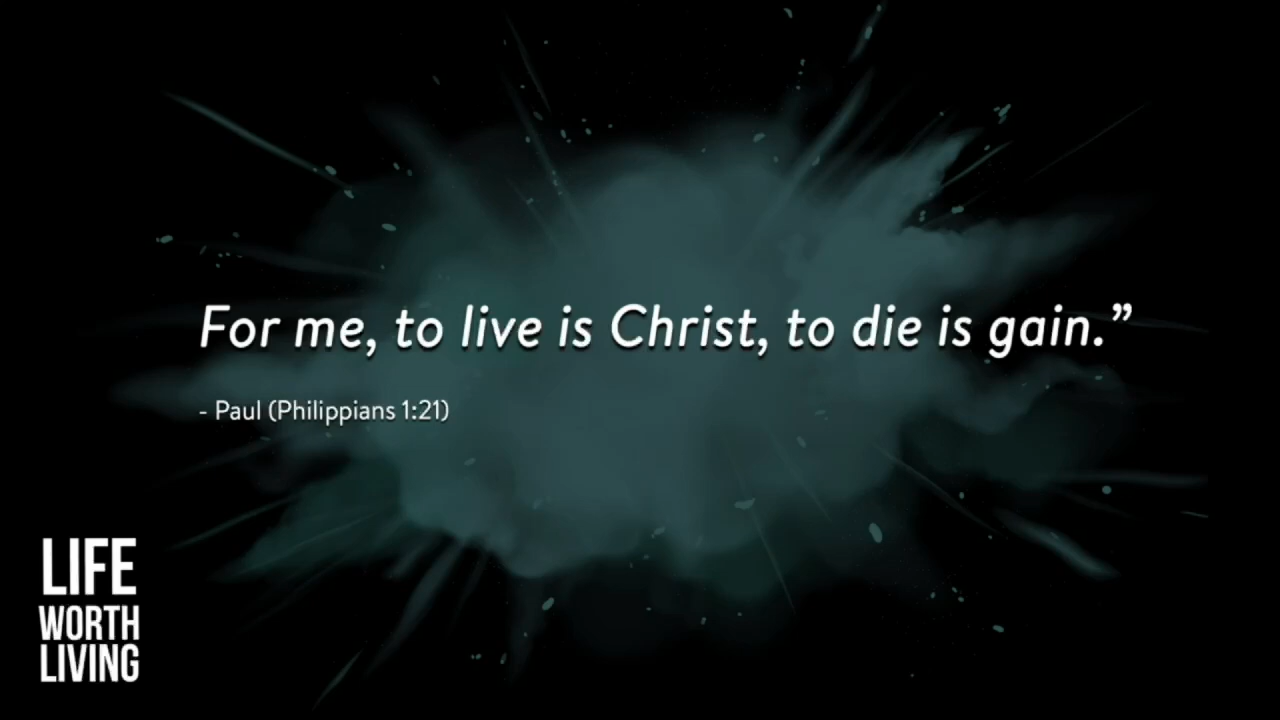 For me, to live is Christ, to die is gain.”
- Paul (Philippians 1:21)
LIFE
WORTH
LIVING